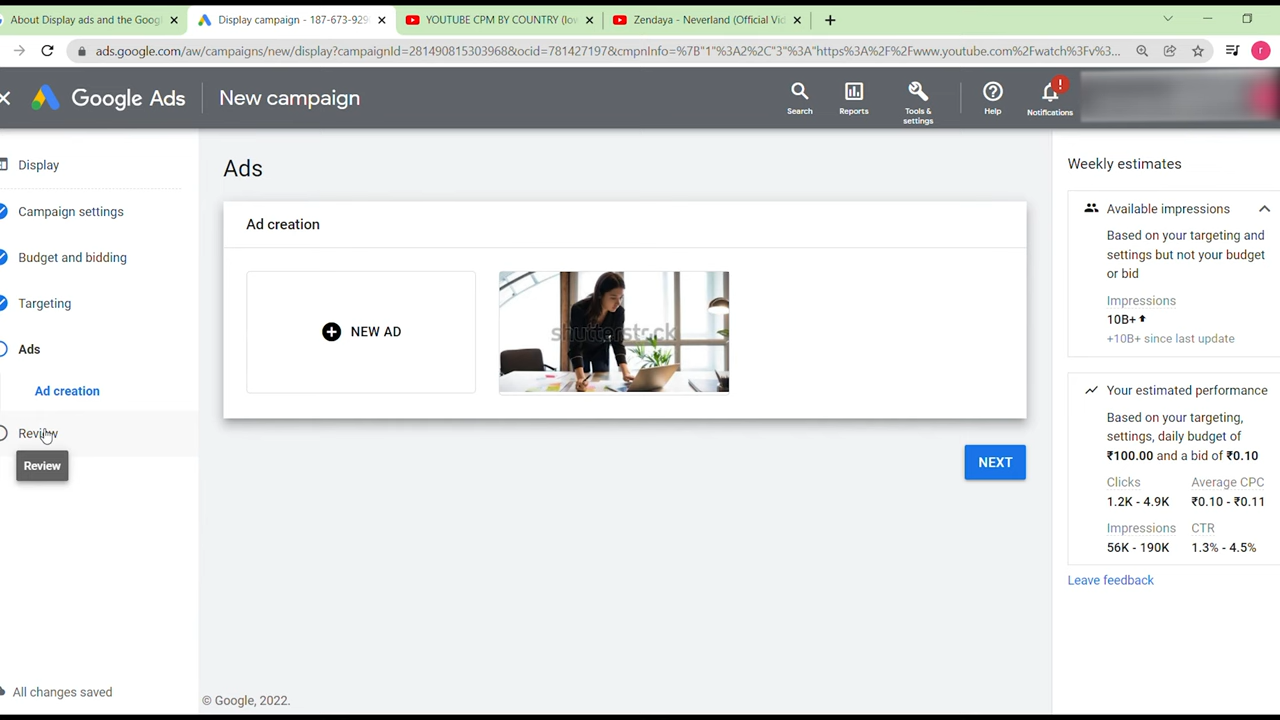 About Display ads and the Googl
Display campaign - 187-673-929
YOUTUBE CPM BY COUNTRY (low
Zendaya - Neverland (Official Vid
ads.google.com/aw/campaigns/new/display?campaignId=281490815303968&ocid=781427197&cmpnInfo=%7B"1"%3A2%2C"3"%3A"https%3A%2F%2Fwww.youtube.com%2Fwatch%3Fv%3...
r
Google Ads
New campaign
Search
Reports
Tools &
settings
Help
!
Notifications
Display
Campaign settings
Budget and bidding
Targeting
Ads
Ad creation
Review
Review
All changes saved
Ads
Ad creation
NEW AD
shutterstock
NEXT
© Google, 2022.
Weekly estimates
Available impressions
Based on your targeting and
settings but not your budget
or bid
Impressions
10B+
+10B+ since last update
Your estimated performance
Based on your targeting,
settings, daily budget of
₹100.00 and a bid of ₹0.10
Clicks Average CPC
1.2K - 4.9K ₹0.10 - ₹0.11
Impressions CTR
56K - 190K 1.3% - 4.5%
Leave feedback